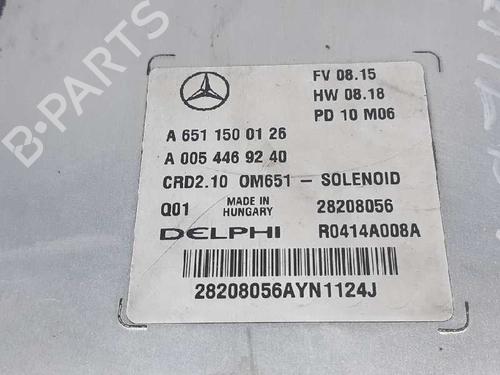 FV 08.15
HW 08.18
PD 10 M06
A 651 150 01 26
A 005 446 92 40
CRD2.10 OM651 - SOLENOID
Q01 MADE IN HUNGARY 28208056
DELPHI R0414A008A
28208056AYN1124J